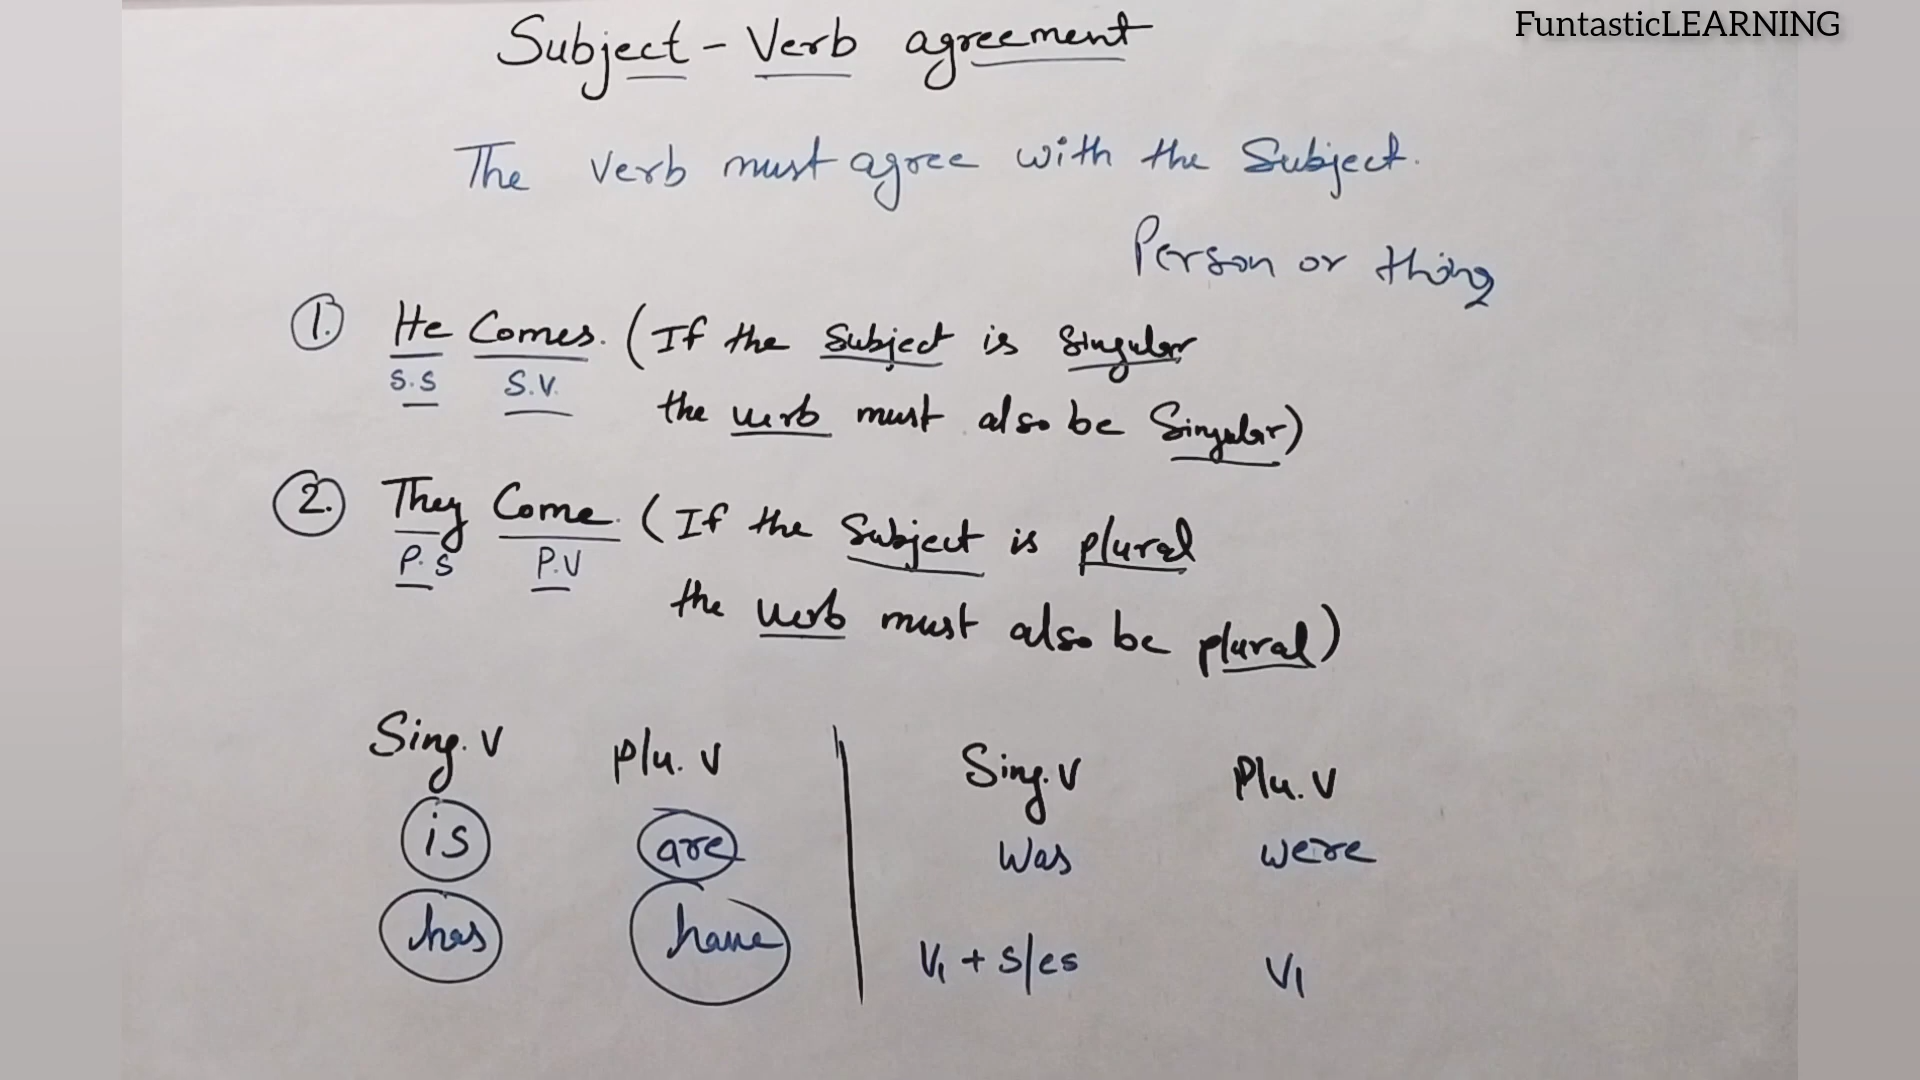 FuntasticLEARNING
Subject - Verb agreement
The verb must agree with the Subject.
Person or thing
1. He Comes. (If the Subject is Singular
S.S S.V.
the verb must also be Singular)
2. They Come. (If the Subject is plural
P.S P.V
the verb must also be plural)
Sing. V Plu. V Sing. V Plu. V
is are Was were
has have V1 + s/es V1